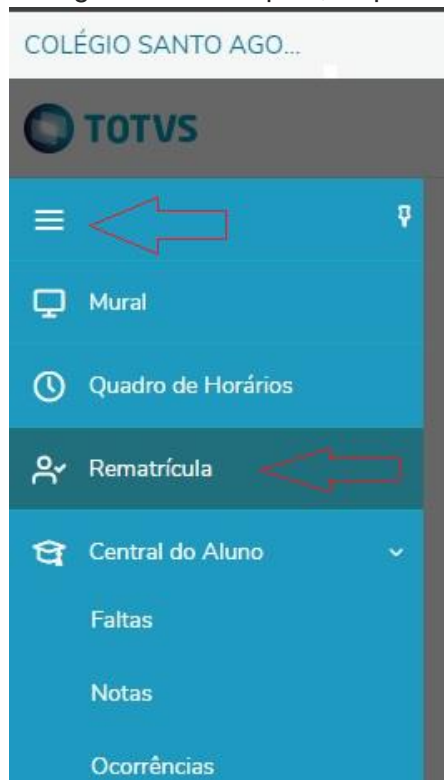 COLÉGIO SANTO AGO...
TOTVS
Mural
Quadro de Horários
Rematrícula
Central do Aluno
Faltas
Notas
Ocorrências